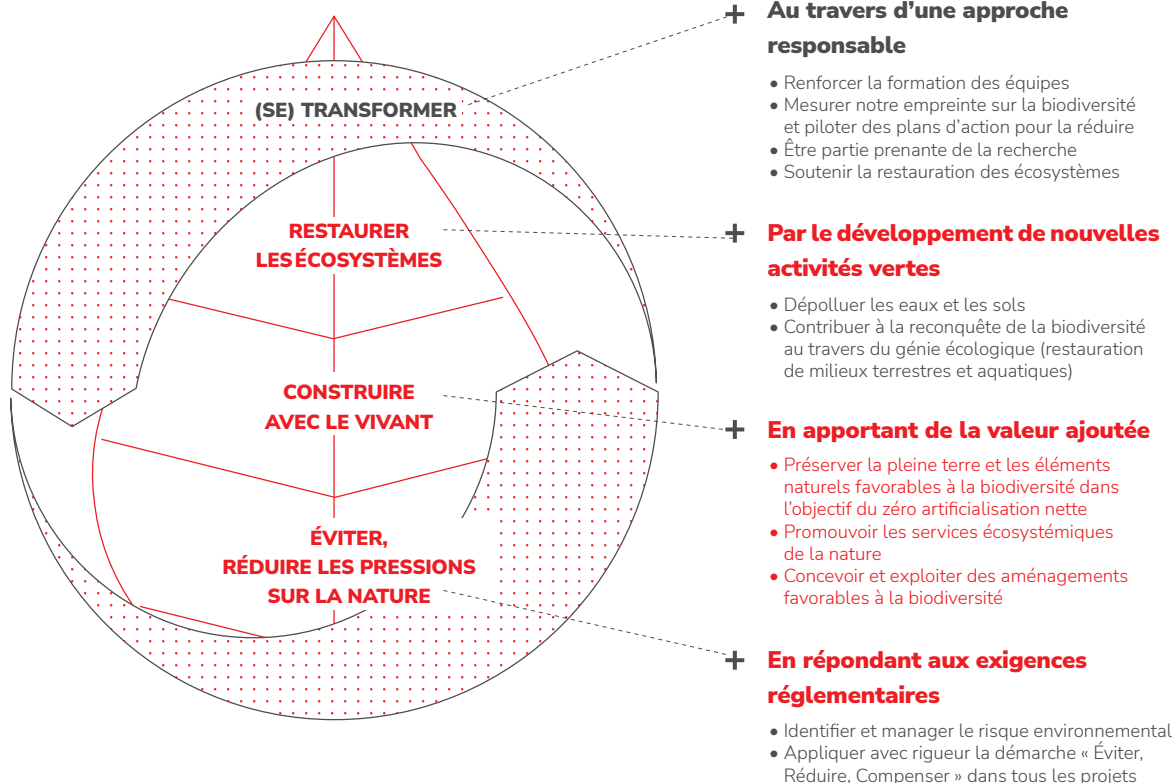 (SE) TRANSFORMER
RESTAURER
LES ÉCOSYSTÈMES
CONSTRUIRE
AVEC LE VIVANT
ÉVITER,
RÉDUIRE LES PRESSIONS
SUR LA NATURE
+ Au travers d’une approche
responsable
• Renforcer la formation des équipes
• Mesurer notre empreinte sur la biodiversité
et piloter des plans d’action pour la réduire
• Être partie prenante de la recherche
• Soutenir la restauration des écosystèmes
+ Par le développement de nouvelles
activités vertes
• Dépolluer les eaux et les sols
• Contribuer à la reconquête de la biodiversité
au travers du génie écologique (restauration
de milieux terrestres et aquatiques)
+ En apportant de la valeur ajoutée
• Préserver la pleine terre et les éléments
naturels favorables à la biodiversité dans
l’objectif du zéro artificialisation nette
• Promouvoir les services écosystémiques
de la nature
• Concevoir et exploiter des aménagements
favorables à la biodiversité
+ En répondant aux exigences
réglementaires
• Identifier et manager le risque environnemental
• Appliquer avec rigueur la démarche « Éviter,
Réduire, Compenser » dans tous les projets